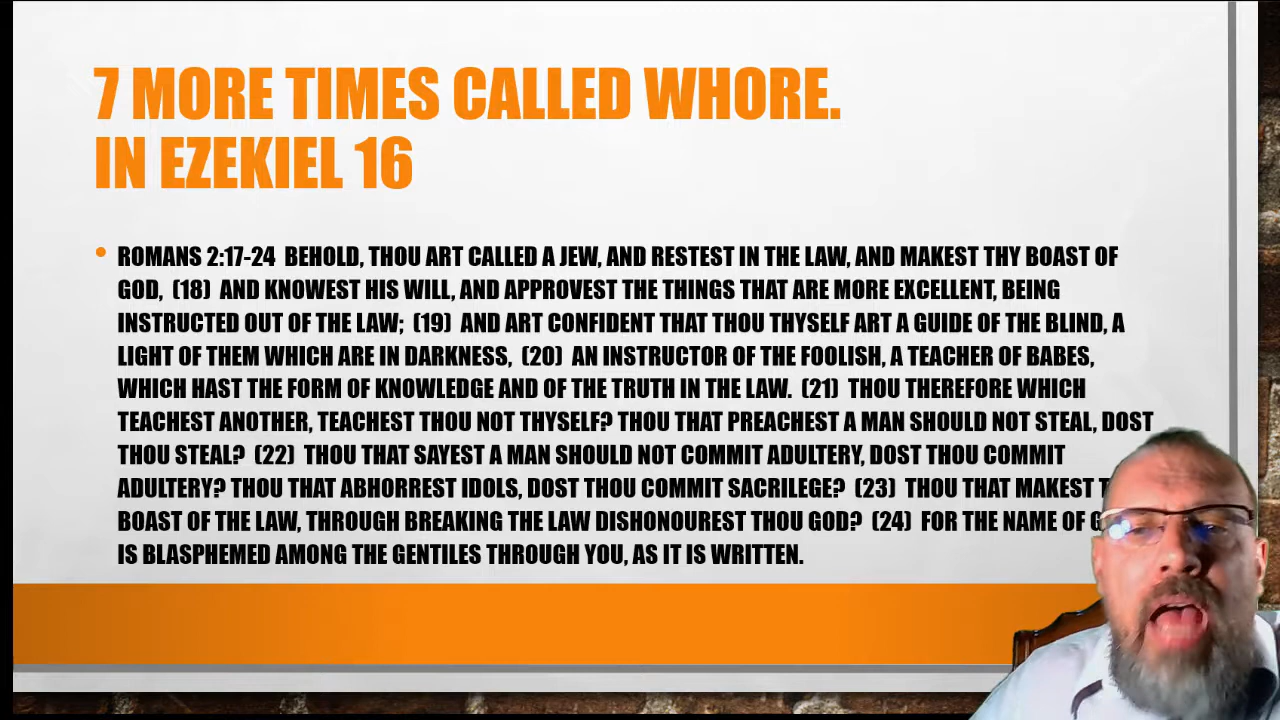 7 MORE TIMES CALLED WHORE.
IN EZEKIEL 16
• ROMANS 2:17-24 BEHOLD, THOU ART CALLED A JEW, AND RESTEST IN THE LAW, AND MAKEST THY BOAST OF
GOD, (18) AND KNOWEST HIS WILL, AND APPROVEST THE THINGS THAT ARE MORE EXCELLENT, BEING
INSTRUCTED OUT OF THE LAW; (19) AND ART CONFIDENT THAT THOU THYSELF ART A GUIDE OF THE BLIND, A
LIGHT OF THEM WHICH ARE IN DARKNESS, (20) AN INSTRUCTOR OF THE FOOLISH, A TEACHER OF BABES,
WHICH HAST THE FORM OF KNOWLEDGE AND OF THE TRUTH IN THE LAW. (21) THOU THEREFORE WHICH
TEACHEST ANOTHER, TEACHEST THOU NOT THYSELF? THOU THAT PREACHEST A MAN SHOULD NOT STEAL, DOST
THOU STEAL? (22) THOU THAT SAYEST A MAN SHOULD NOT COMMIT ADULTERY, DOST THOU COMMIT
ADULTERY? THOU THAT ABHORREST IDOLS, DOST THOU COMMIT SACRILEGE? (23) THOU THAT MAKEST
BOAST OF THE LAW, THROUGH BREAKING THE LAW DISHONOUREST THOU GOD? (24) FOR THE NAME OF
IS BLASPHEMED AMONG THE GENTILES THROUGH YOU, AS IT IS WRITTEN.